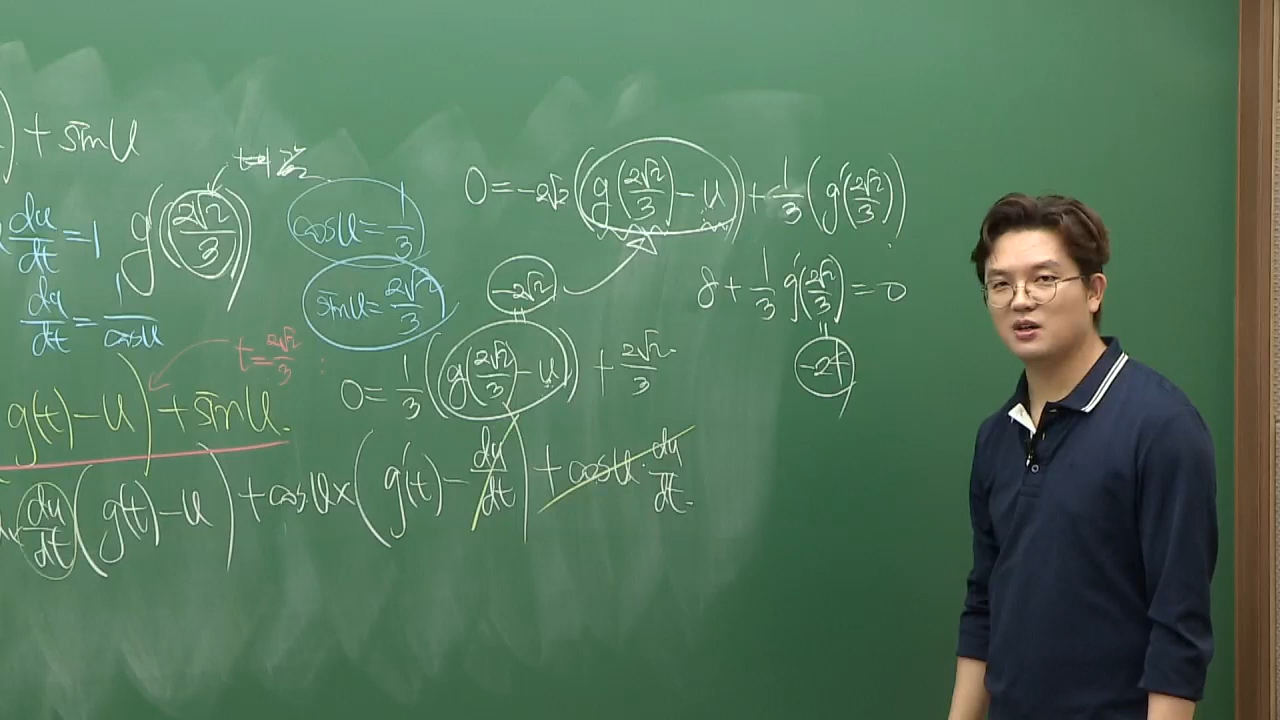 ) + sin u
du/dt = 1
du/dt = 1/cos u
g(2√2/3)
cos u = 1/3
sin u = 2√2/3
t = 2√2/3 :
g(t) - u) + sin u.
du/dt (g(t) - u) + cos u × (g'(t) - du/dt) + cos u · du/dt.
-2√2
0 = 1/3 (g(2√2/3) - u) + 2√2/3.
0 = -2√2 (g(2√2/3) - u) + 1/3 (g'(2√2/3))
8 + 1/3 g'(2√2/3) = 0
-24